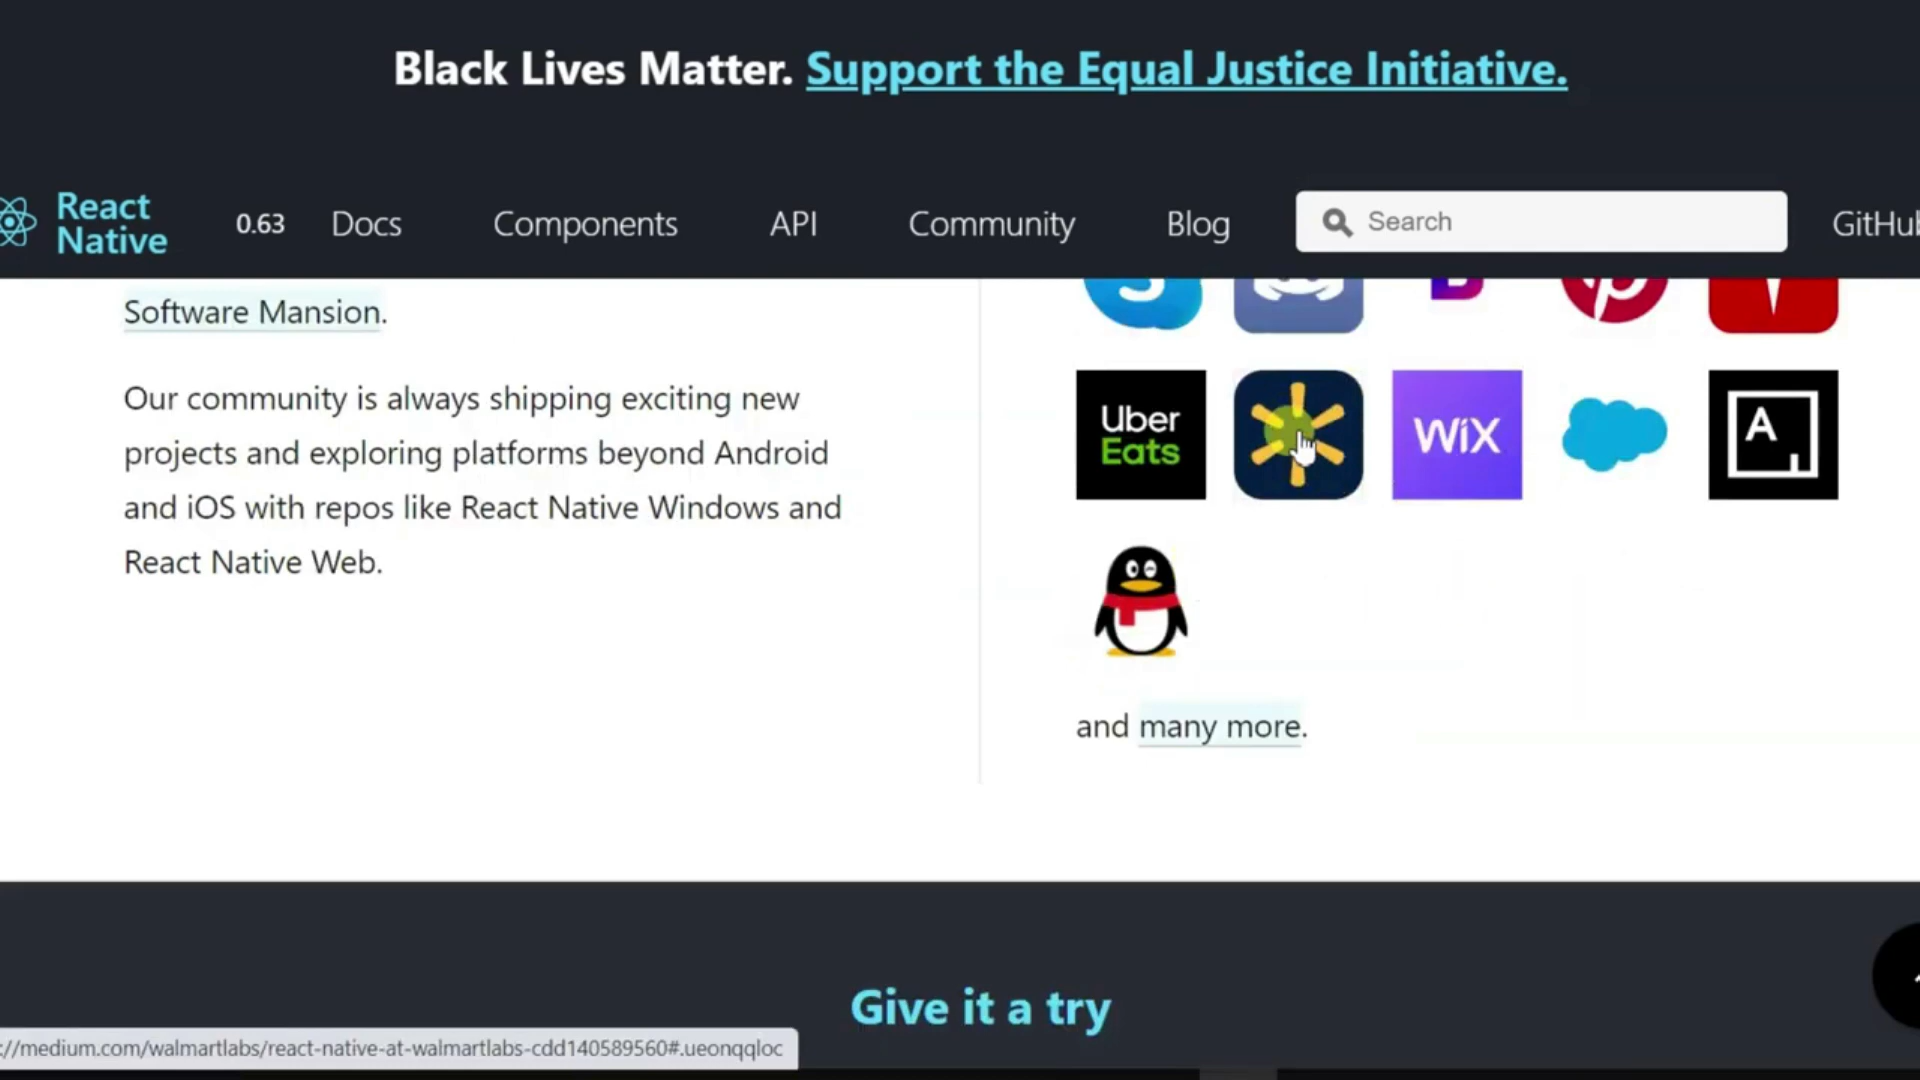 Black Lives Matter. Support the Equal Justice Initiative.
React Native 0.63 Docs Components API Community Blog Search GitHub
Software Mansion.
Our community is always shipping exciting new
projects and exploring platforms beyond Android
and iOS with repos like React Native Windows and
React Native Web.
Uber
Eats
WiX
A
and many more.
Give it a try
://medium.com/walmartlabs/react-native-at-walmartlabs-cdd140589560#.ueonqqloc